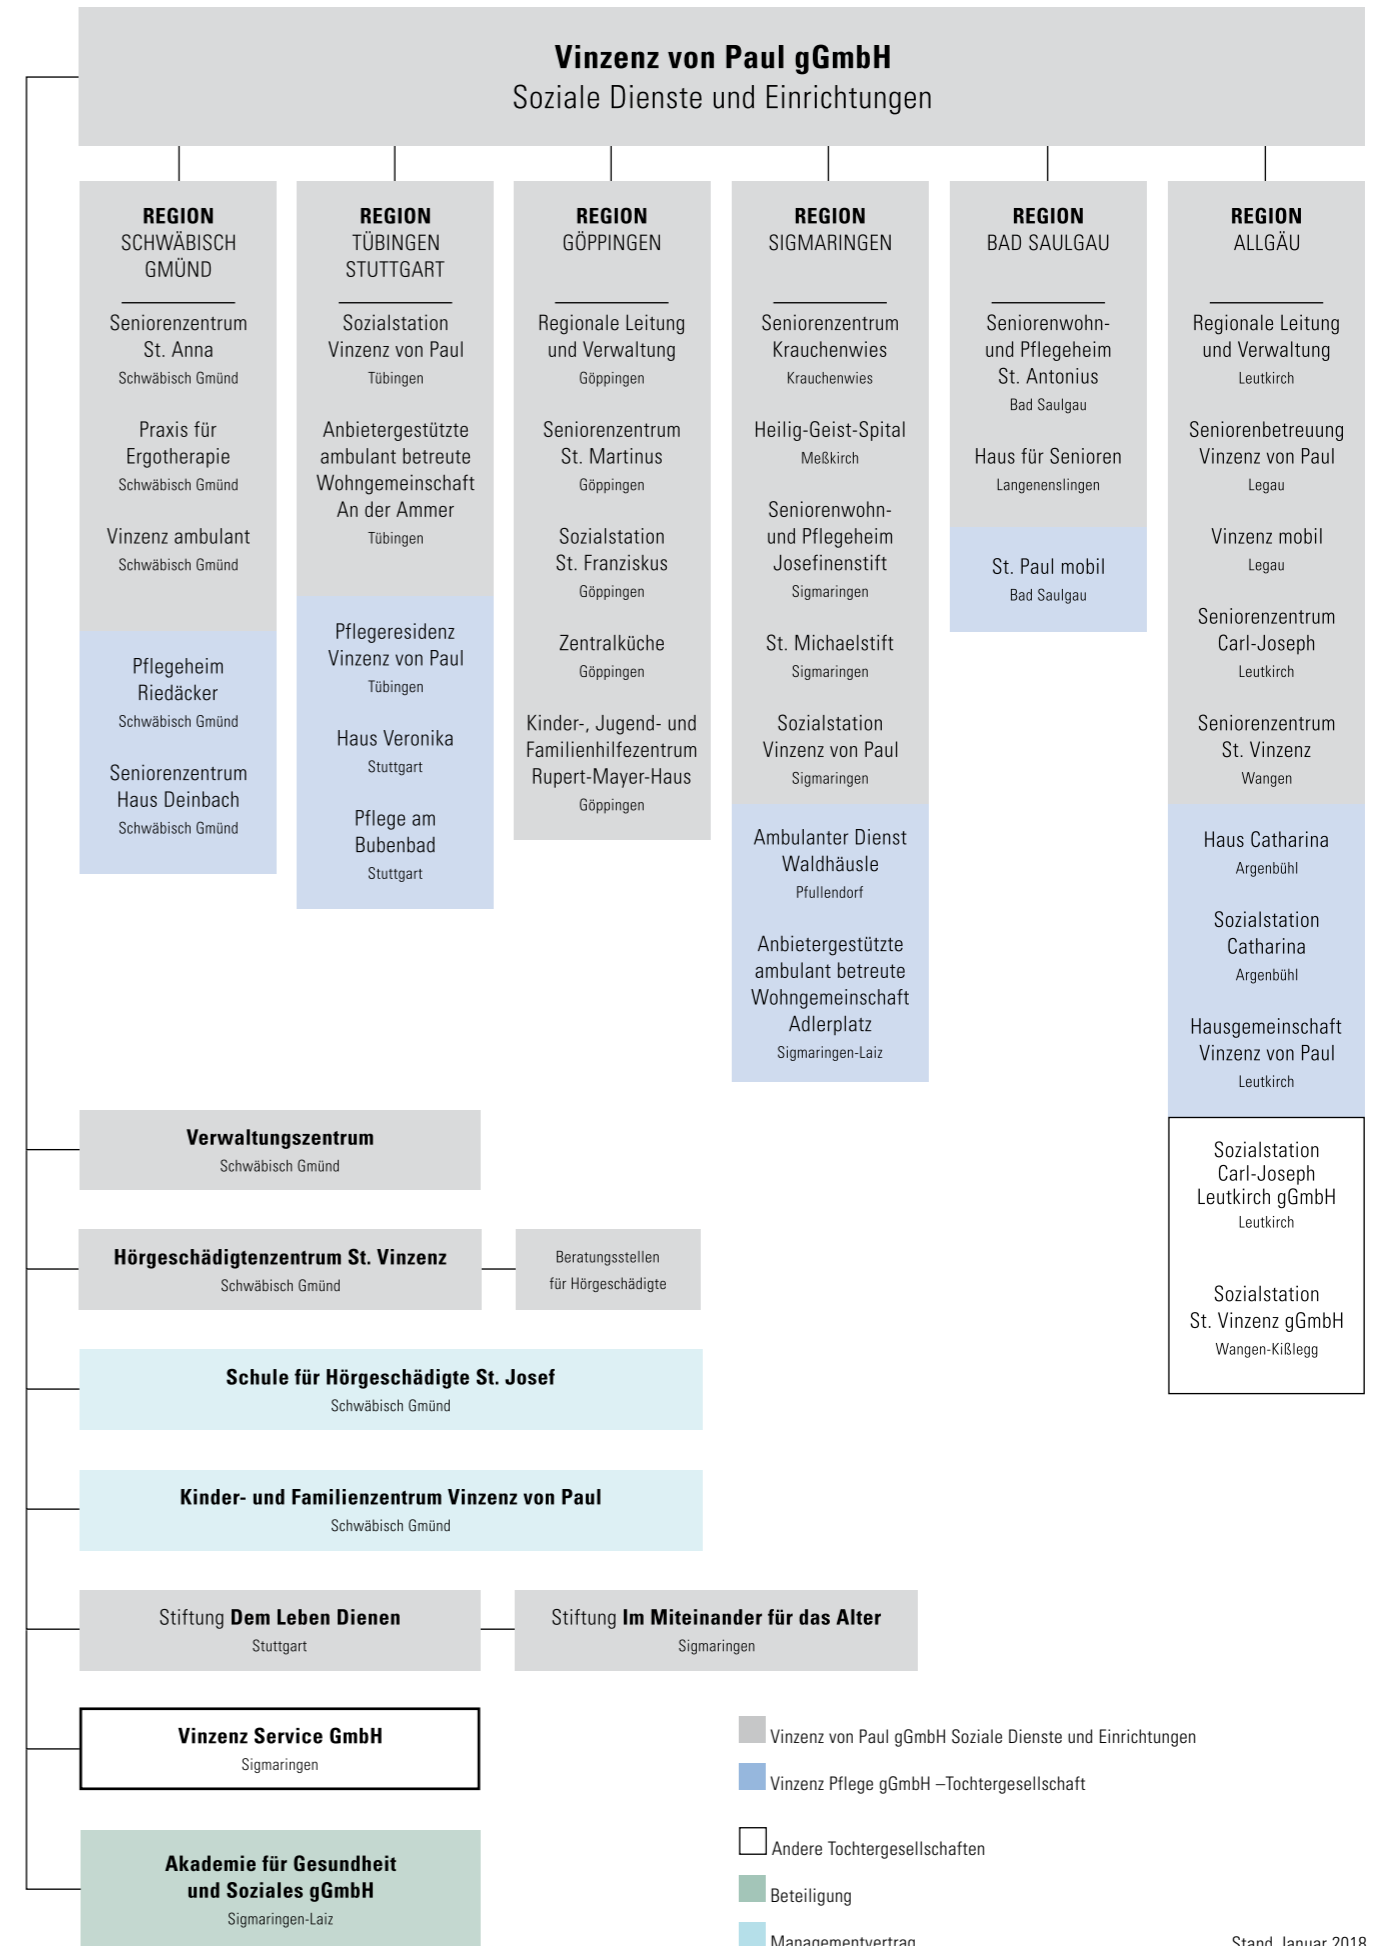 Vinzenz von Paul gGmbH
Soziale Dienste und Einrichtungen
REGION
SCHWÄBISCH
GMÜND
Seniorenzentrum
St. Anna
Schwäbisch Gmünd
Praxis für
Ergotherapie
Schwäbisch Gmünd
Vinzenz ambulant
Schwäbisch Gmünd
Pflegeheim
Riedäcker
Schwäbisch Gmünd
Seniorenzentrum
Haus Deinbach
Schwäbisch Gmünd
REGION
TÜBINGEN
STUTTGART
Sozialstation
Vinzenz von Paul
Tübingen
Anbietergestützte
ambulant betreute
Wohngemeinschaft
An der Ammer
Tübingen
Pflegeresidenz
Vinzenz von Paul
Tübingen
Haus Veronika
Stuttgart
Pflege am
Bubenbad
Stuttgart
REGION
GÖPPINGEN
Regionale Leitung
und Verwaltung
Göppingen
Seniorenzentrum
St. Martinus
Göppingen
Sozialstation
St. Franziskus
Göppingen
Zentralküche
Göppingen
Kinder-, Jugend- und
Familienhilfezentrum
Rupert-Mayer-Haus
Göppingen
REGION
SIGMARINGEN
Seniorenzentrum
Krauchenwies
Krauchenwies
Heilig-Geist-Spital
Meßkirch
Seniorenwohn-
und Pflegeheim
Josefinenstift
Sigmaringen
St. Michaelstift
Sigmaringen
Sozialstation
Vinzenz von Paul
Sigmaringen
Ambulanter Dienst
Waldhäusle
Pfullendorf
Anbietergestützte
ambulant betreute
Wohngemeinschaft
Adlerplatz
Sigmaringen-Laiz
REGION
BAD SAULGAU
Seniorenwohn-
und Pflegeheim
St. Antonius
Bad Saulgau
Haus für Senioren
Langenenslingen
St. Paul mobil
Bad Saulgau
REGION
ALLGÄU
Regionale Leitung
und Verwaltung
Leutkirch
Seniorenbetreuung
Vinzenz von Paul
Legau
Vinzenz mobil
Legau
Seniorenzentrum
Carl-Joseph
Leutkirch
Seniorenzentrum
St. Vinzenz
Wangen
Haus Catharina
Argenbühl
Sozialstation
Catharina
Argenbühl
Hausgemeinschaft
Vinzenz von Paul
Leutkirch
Sozialstation
Carl-Joseph
Leutkirch gGmbH
Leutkirch
Sozialstation
St. Vinzenz gGmbH
Wangen-Kißlegg
Verwaltungszentrum
Schwäbisch Gmünd
Hörgeschädigtenzentrum St. Vinzenz
Schwäbisch Gmünd
Beratungsstellen
für Hörgeschädigte
Schule für Hörgeschädigte St. Josef
Schwäbisch Gmünd
Kinder- und Familienzentrum Vinzenz von Paul
Schwäbisch Gmünd
Stiftung Dem Leben Dienen
Stuttgart
Stiftung Im Miteinander für das Alter
Sigmaringen
Vinzenz Service GmbH
Sigmaringen
Akademie für Gesundheit
und Soziales gGmbH
Sigmaringen-Laiz
Vinzenz von Paul gGmbH Soziale Dienste und Einrichtungen
Vinzenz Pflege gGmbH –Tochtergesellschaft
Andere Tochtergesellschaften
Beteiligung
Managementvertrag
Stand Januar 2018